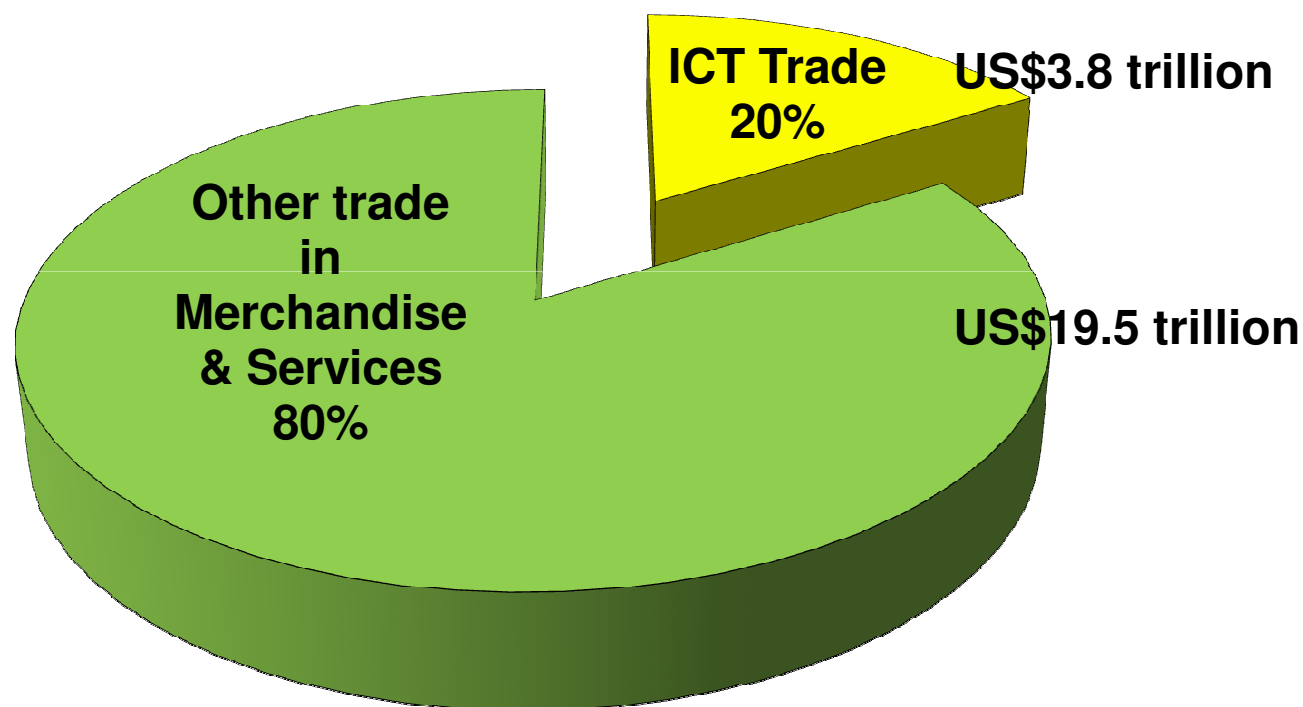 ICT Trade
20%
US$3.8 trillion
Other trade
in
Merchandise
& Services
80%
US$19.5 trillion